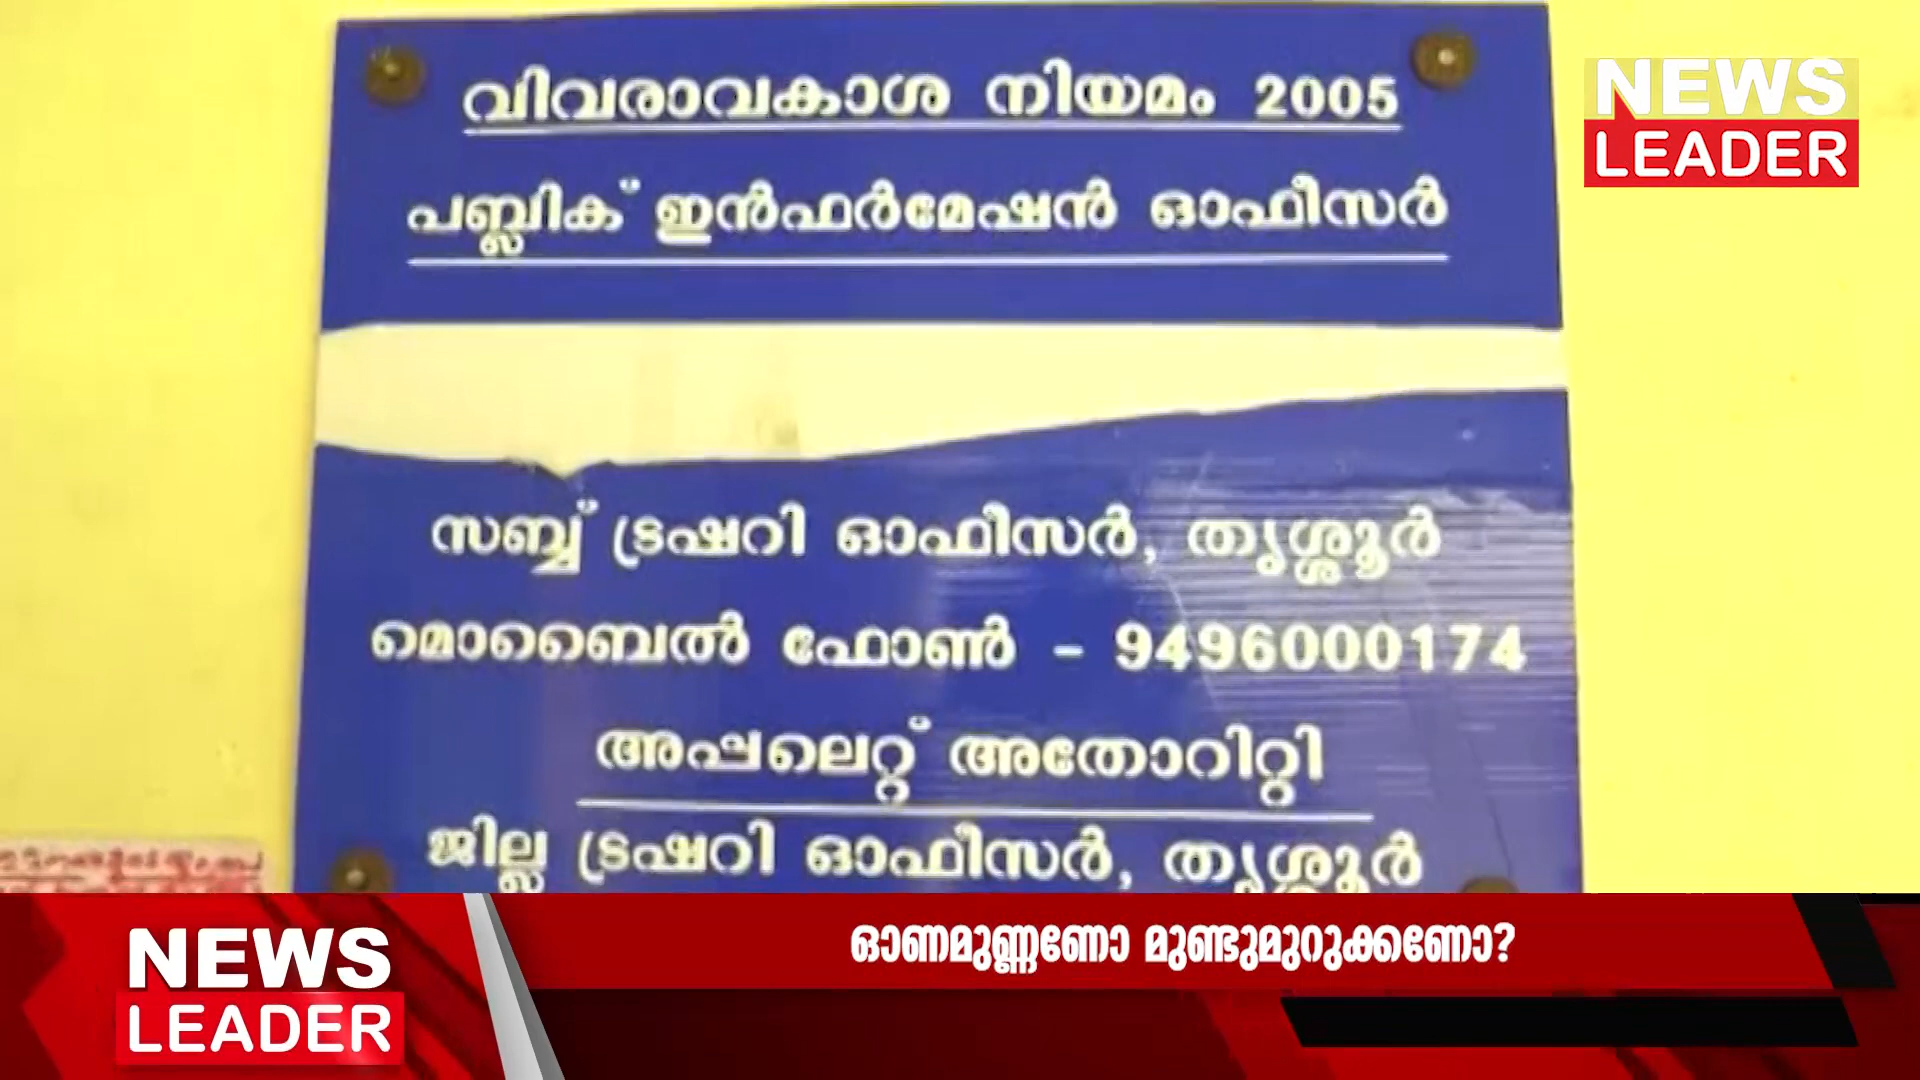 വിവരാവകാശ നിയമം 2005
പബ്ലിക് ഇൻഫർമേഷൻ ഓഫീസർ
സബ്ബ് ട്രഷറി ഓഫീസർ, തൃശ്ശൂർ
മൊബൈൽ ഫോൺ - 9496000174
അപ്പലെറ്റ് അതോറിറ്റി
ജില്ല ട്രഷറി ഓഫീസർ, തൃശ്ശൂർ
NEWS
LEADER
NEWS
LEADER
ഓണമുണ്ണണോ മുണ്ടുമുറുക്കണോ?